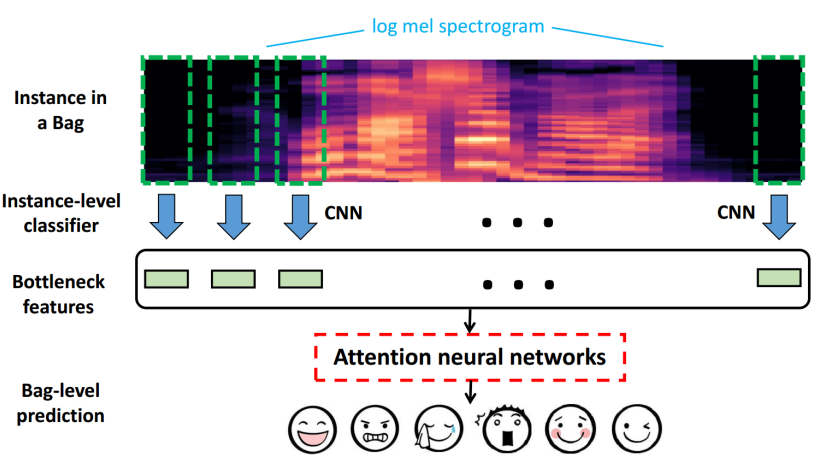 log mel spectrogram
Instance in
a Bag
Instance-level
classifier
CNN
CNN
Bottleneck
features
Attention neural networks
Bag-level
prediction